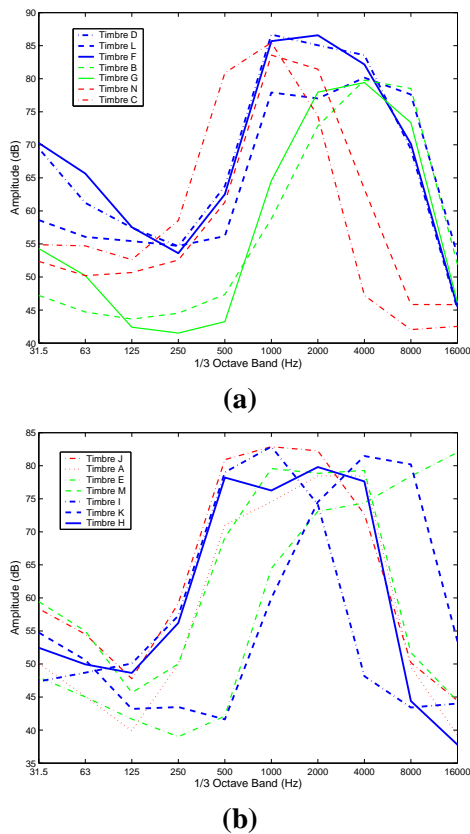 90
85
80
75
70
65
60
55
50
45
40
Amplitude (dB)
Timbre D
Timbre L
Timbre F
Timbre B
Timbre G
Timbre N
Timbre C
31.5 63 125 250 500 1000 2000 4000 8000 16000
1/3 Octave Band (Hz)
(a)
85
80
75
70
65
60
55
50
45
40
35
Amplitude (dB)
Timbre J
Timbre A
Timbre E
Timbre M
Timbre I
Timbre K
Timbre H
31.5 63 125 250 500 1000 2000 4000 8000 16000
1/3 Octave Band (Hz)
(b)